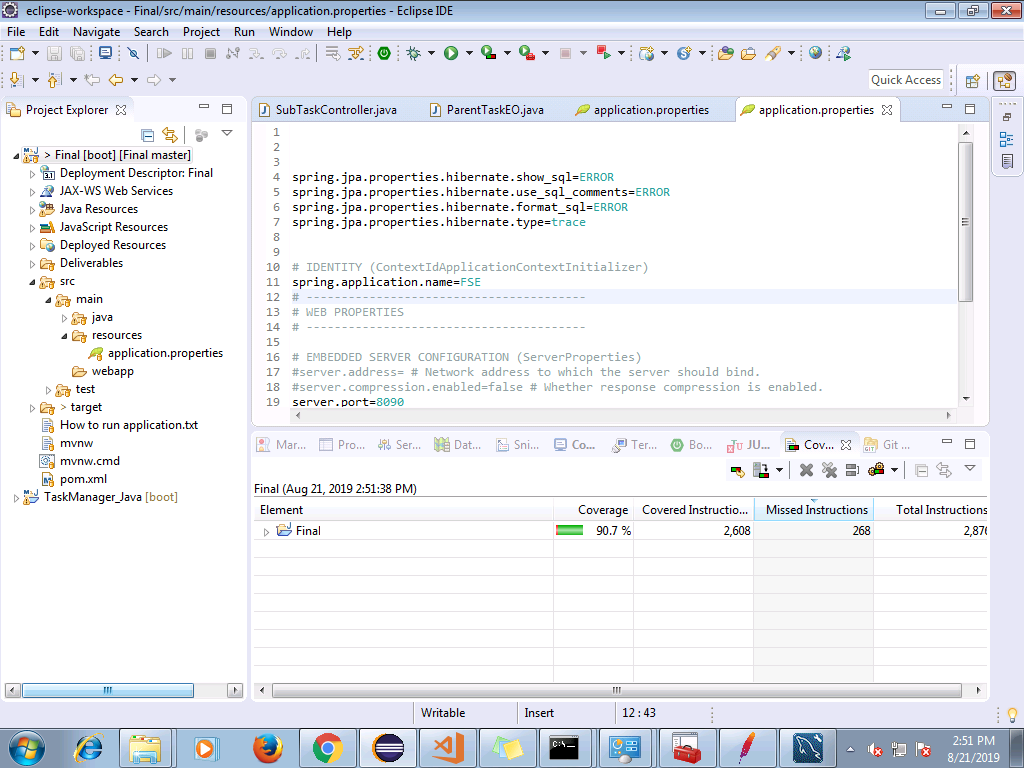 eclipse-workspace - Final/src/main/resources/application.properties - Eclipse IDE
File Edit Navigate Search Project Run Window Help
Quick Access
Project Explorer
> Final [boot] [Final master]
Deployment Descriptor: Final
JAX-WS Web Services
Java Resources
JavaScript Resources
Deployed Resources
Deliverables
src
main
java
resources
application.properties
webapp
test
> target
How to run application.txt
mvnw
mvnw.cmd
pom.xml
TaskManager_Java [boot]
SubTaskController.java ParentTaskEO.java application.properties application.properties
1
2
3
4 spring.jpa.properties.hibernate.show_sql=ERROR
5 spring.jpa.properties.hibernate.use_sql_comments=ERROR
6 spring.jpa.properties.hibernate.format_sql=ERROR
7 spring.jpa.properties.hibernate.type=trace
8
9
10 # IDENTITY (ContextIdApplicationContextInitializer)
11 spring.application.name=FSE
12 # ----------------------------------------
13 # WEB PROPERTIES
14 # ----------------------------------------
15
16 # EMBEDDED SERVER CONFIGURATION (ServerProperties)
17 #server.address= # Network address to which the server should bind.
18 #server.compression.enabled=false # Whether response compression is enabled.
19 server.port=8090
Mar... Pro... Ser... Dat... Sni... Co... Ter... Bo... JU... Cov... Git ...
Final (Aug 21, 2019 2:51:38 PM)
Element Coverage Covered Instructio... Missed Instructions Total Instructions
Final 90.7 % 2,608 268 2,876
Writable Insert 12 : 43
2:51 PM
8/21/2019